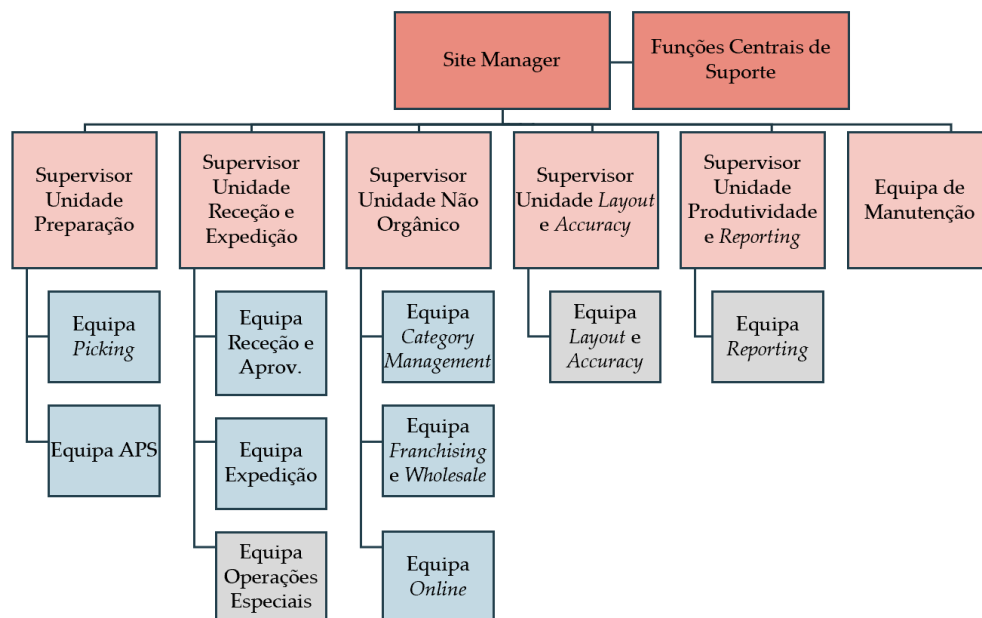 Site Manager
Funções Centrais de
Suporte
Supervisor
Unidade
Preparação
Supervisor
Unidade
Receção e
Expedição
Supervisor
Unidade Não
Orgânico
Supervisor
Unidade Layout
e Accuracy
Supervisor
Unidade
Produtividade
e Reporting
Equipa de
Manutenção
Equipa
Picking
Equipa APS
Equipa
Receção e
Aprov.
Equipa
Expedição
Equipa
Operações
Especiais
Equipa
Category
Management
Equipa
Franchising
e Wholesale
Equipa
Online
Equipa
Layout e
Accuracy
Equipa
Reporting